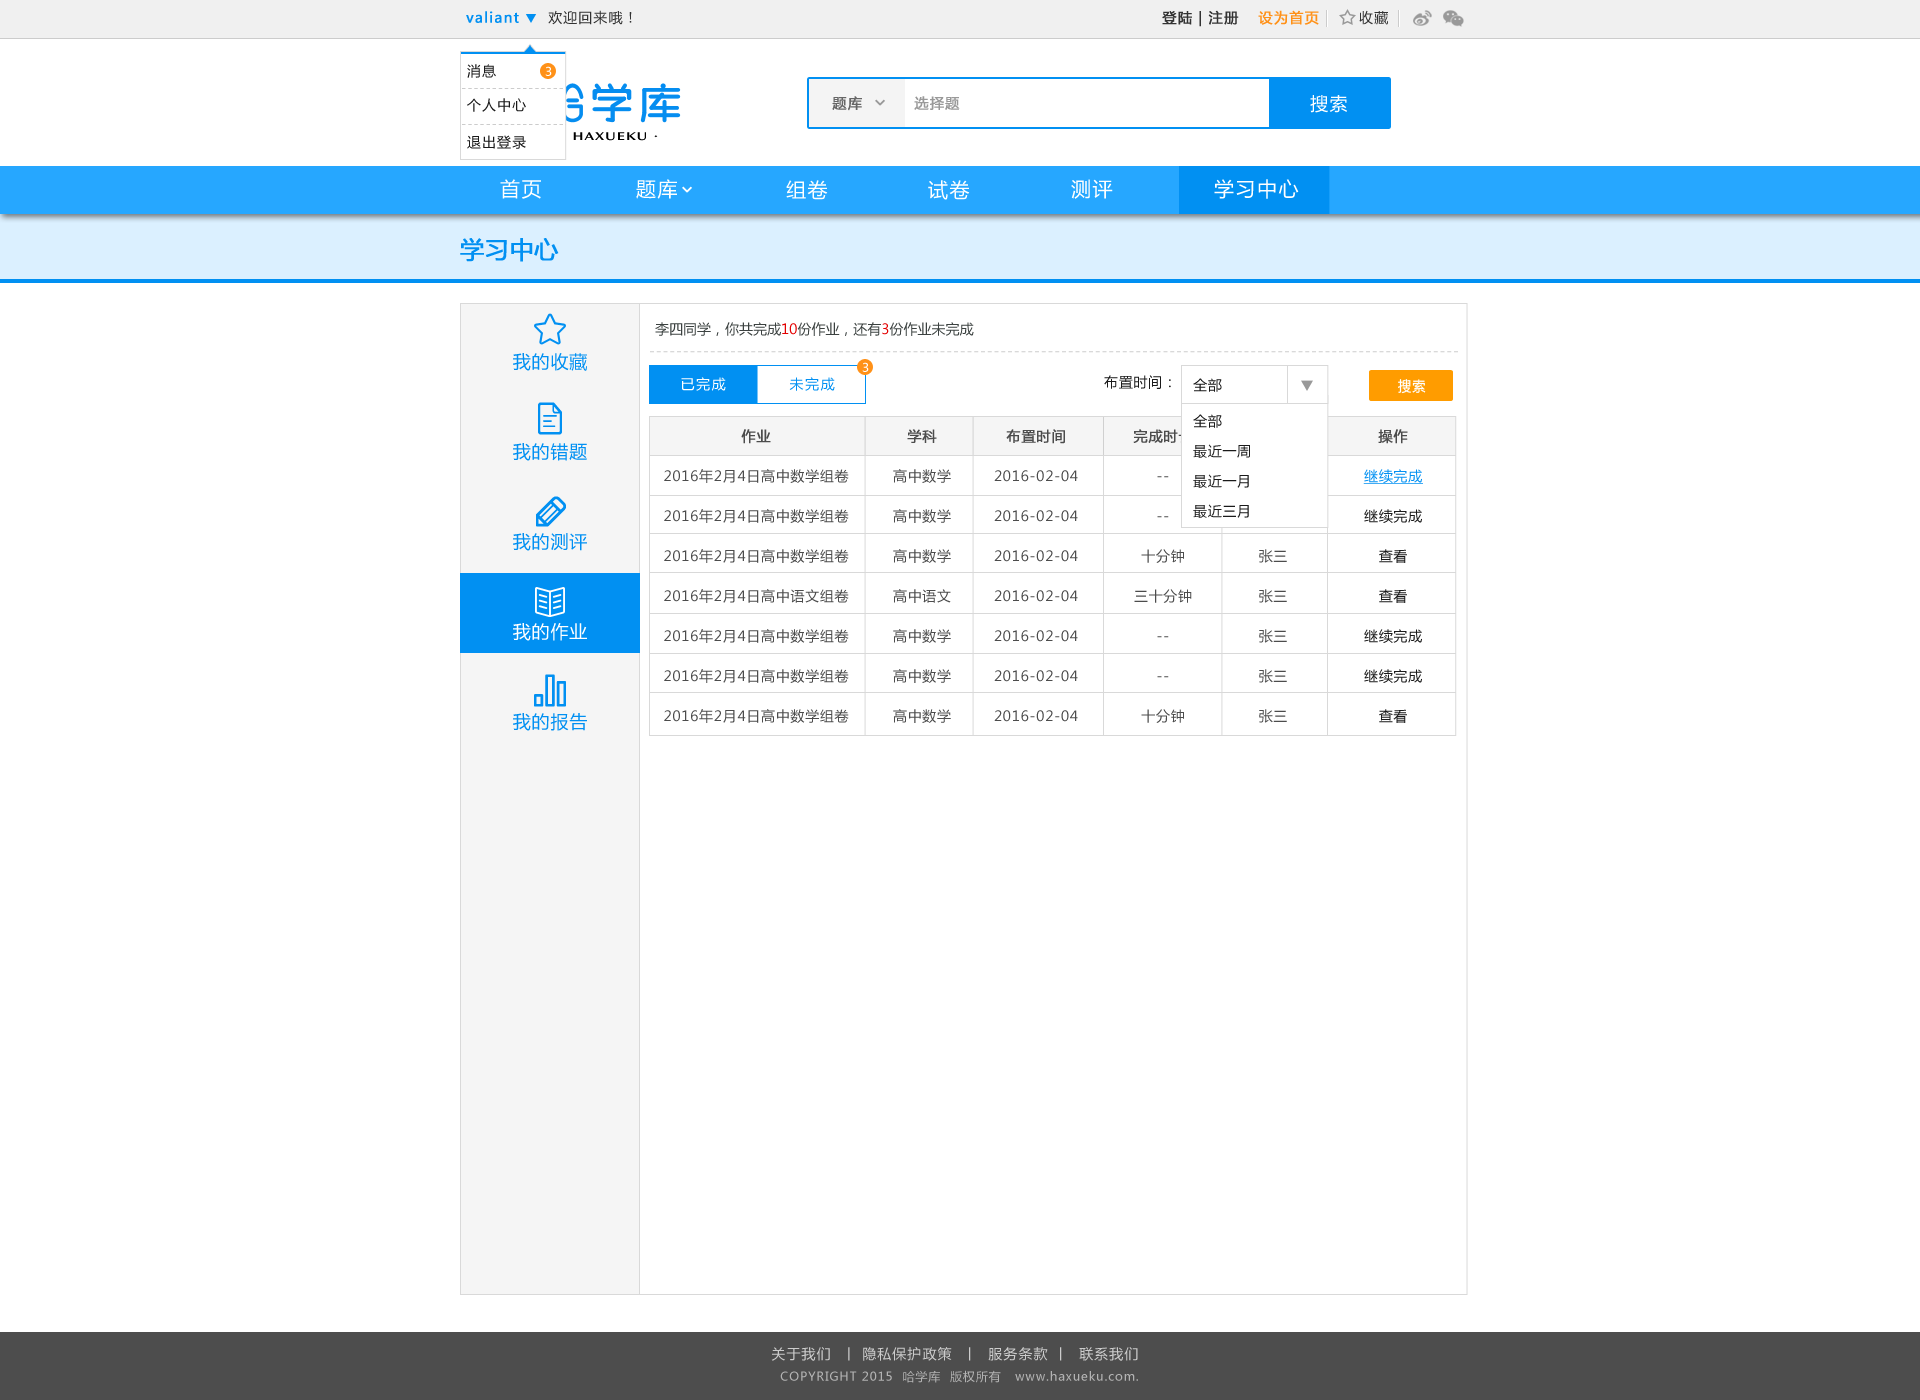 valiant ▼ 欢迎回来哦！ 登陆 | 注册 设为首页 收藏
消息 3
个人中心
退出登录
学库
HAXUEKU ·
题库 选择题 搜索
首页 题库 组卷 试卷 测评 学习中心
学习中心
我的收藏
我的错题
我的测评
我的作业
我的报告
李四同学，你共完成10份作业，还有3份作业未完成
已完成 未完成 3 布置时间： 全部 ▼ 搜索
全部
最近一周
最近一月
最近三月
作业 学科 布置时间 完成时 操作
2016年2月4日高中数学组卷 高中数学 2016-02-04 -- 继续完成
2016年2月4日高中数学组卷 高中数学 2016-02-04 -- 继续完成
2016年2月4日高中数学组卷 高中数学 2016-02-04 十分钟 张三 查看
2016年2月4日高中语文组卷 高中语文 2016-02-04 三十分钟 张三 查看
2016年2月4日高中数学组卷 高中数学 2016-02-04 -- 张三 继续完成
2016年2月4日高中数学组卷 高中数学 2016-02-04 -- 张三 继续完成
2016年2月4日高中数学组卷 高中数学 2016-02-04 十分钟 张三 查看
关于我们 | 隐私保护政策 | 服务条款 | 联系我们
COPYRIGHT 2015 哈学库 版权所有 www.haxueku.com.